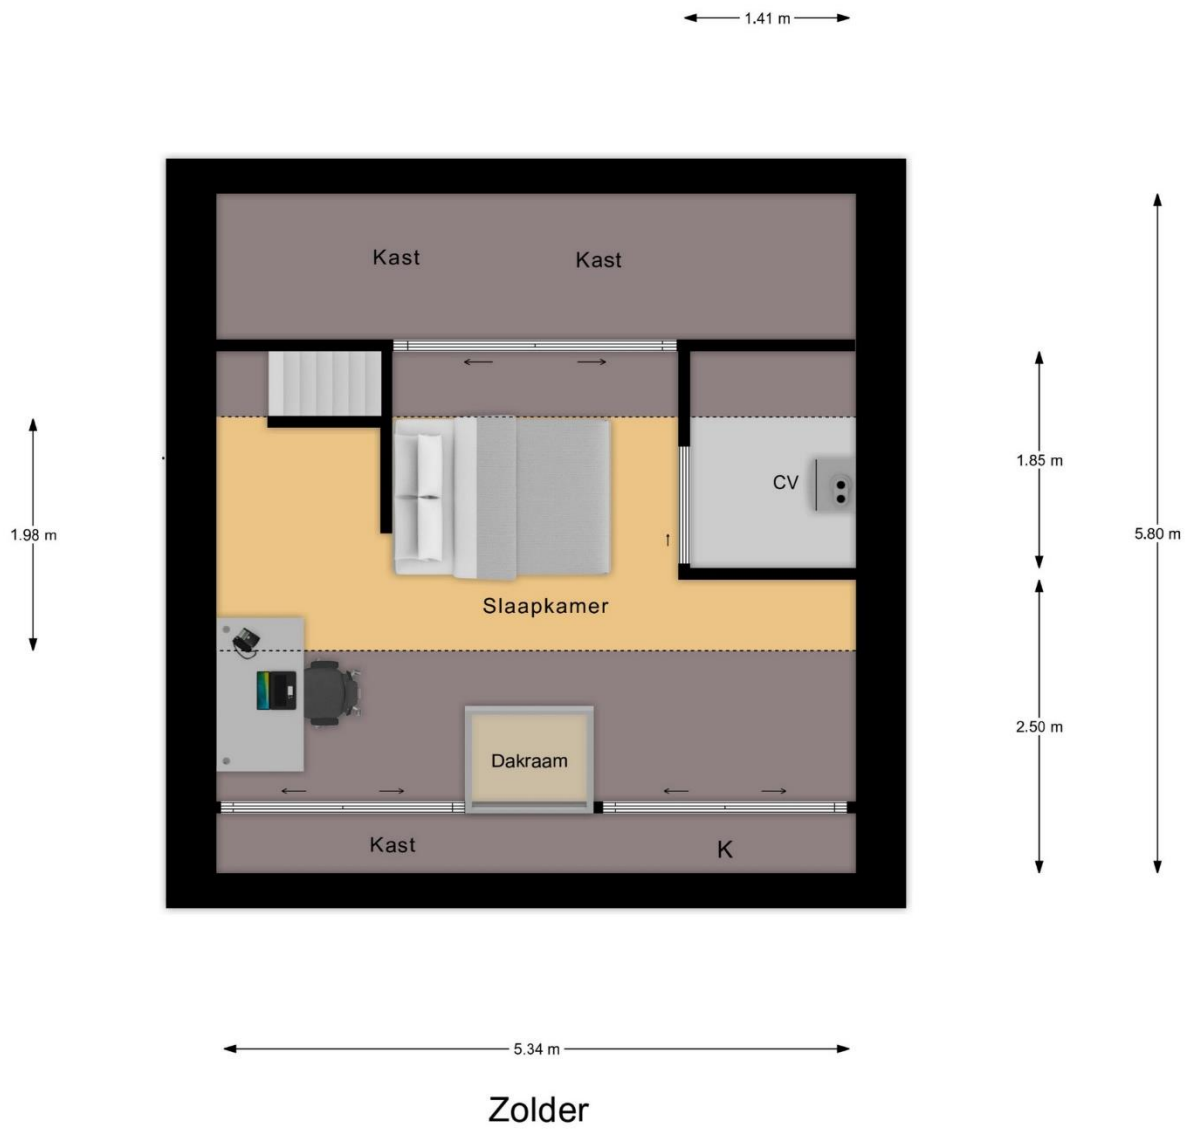 1.41 m
Kast
Kast
CV
1.85 m
1.98 m
5.80 m
Slaapkamer
2.50 m
Dakraam
Kast
K
5.34 m
Zolder